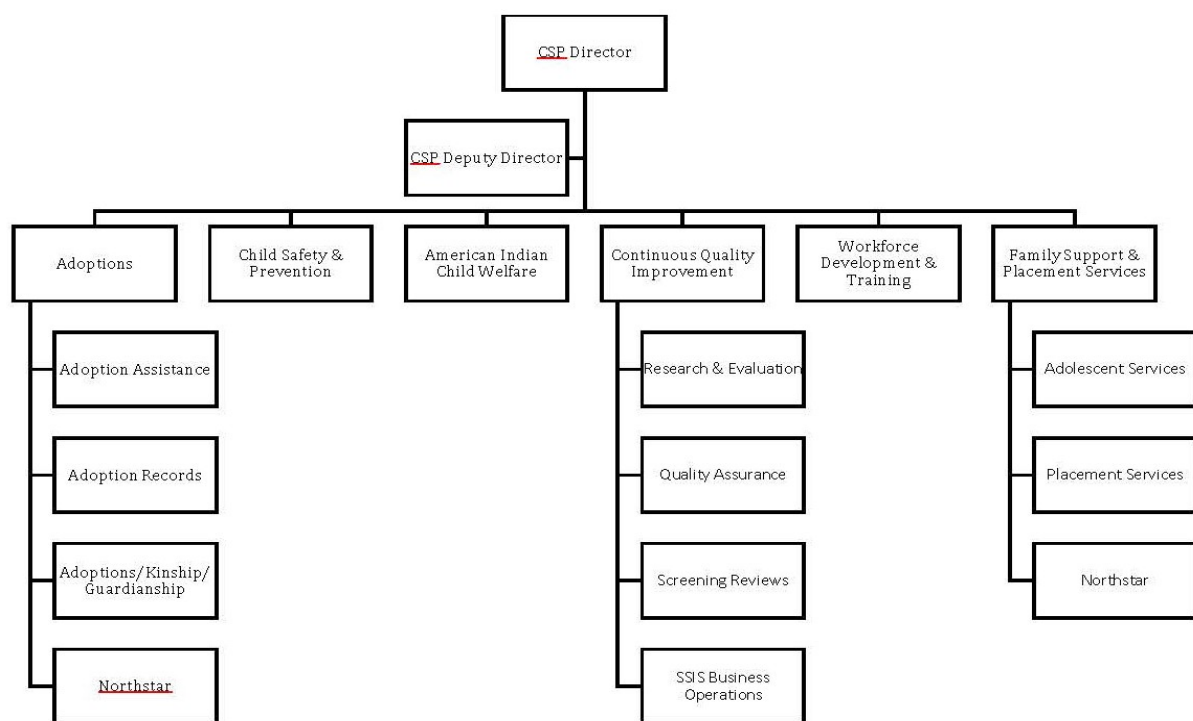 CSP Director
CSP Deputy Director
Adoptions
Child Safety &
Prevention
American Indian
Child Welfare
Continuous Quality
Improvement
Workforce
Development &
Training
Family Support &
Placement Services
Adoption Assistance
Adoption Records
Adoptions/Kinship/
Guardianship
Northstar
Research & Evaluation
Quality Assurance
Screening Reviews
SSIS Business
Operations
Adolescent Services
Placement Services
Northstar